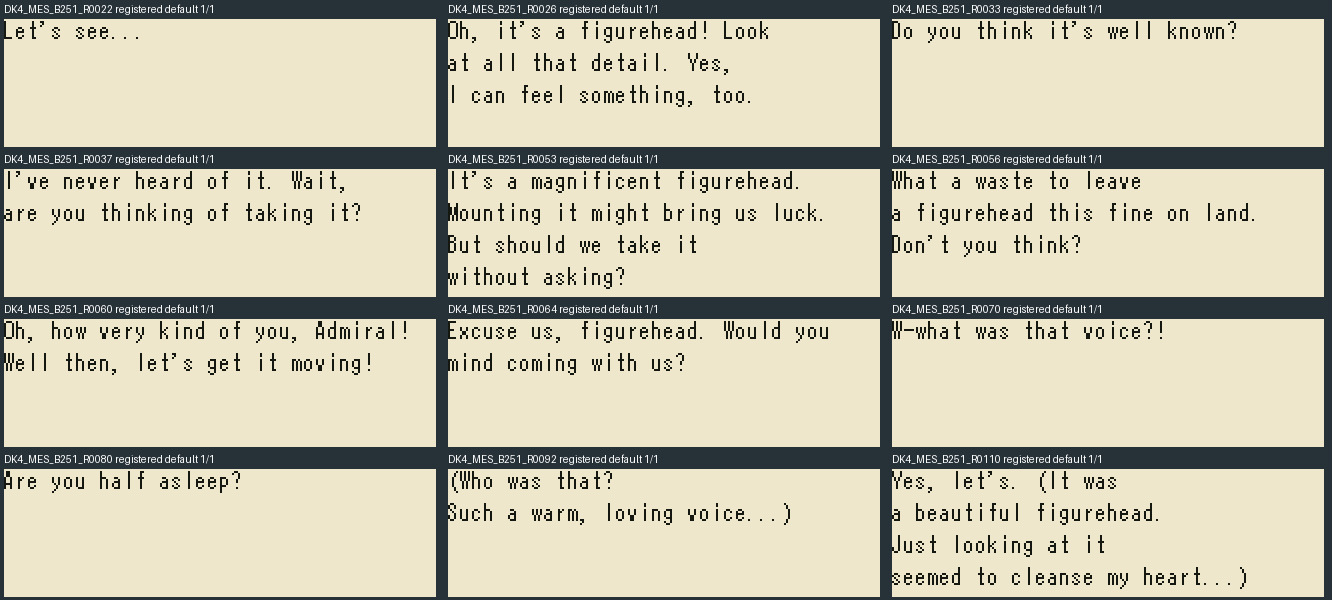 DK4_MES_B251_R0022 registered default 1/1
Let's see...
DK4_MES_B251_R0026 registered default 1/1
Oh, it's a figurehead! Look
at all that detail. Yes,
I can feel something, too.
DK4_MES_B251_R0033 registered default 1/1
Do you think it's well known?
DK4_MES_B251_R0037 registered default 1/1
I've never heard of it. Wait,
are you thinking of taking it?
DK4_MES_B251_R0053 registered default 1/1
It's a magnificent figurehead.
Mounting it might bring us luck.
But should we take it
without asking?
DK4_MES_B251_R0056 registered default 1/1
What a waste to leave
a figurehead this fine on land.
Don't you think?
DK4_MES_B251_R0060 registered default 1/1
Oh, how very kind of you, Admiral!
Well then, let's get it moving!
DK4_MES_B251_R0064 registered default 1/1
Excuse us, figurehead. Would you
mind coming with us?
DK4_MES_B251_R0070 registered default 1/1
W-what was that voice?!
DK4_MES_B251_R0080 registered default 1/1
Are you half asleep?
DK4_MES_B251_R0092 registered default 1/1
(Who was that?
Such a warm, loving voice...)
DK4_MES_B251_R0110 registered default 1/1
Yes, let's. (It was
a beautiful figurehead.
Just looking at it
seemed to cleanse my heart...)